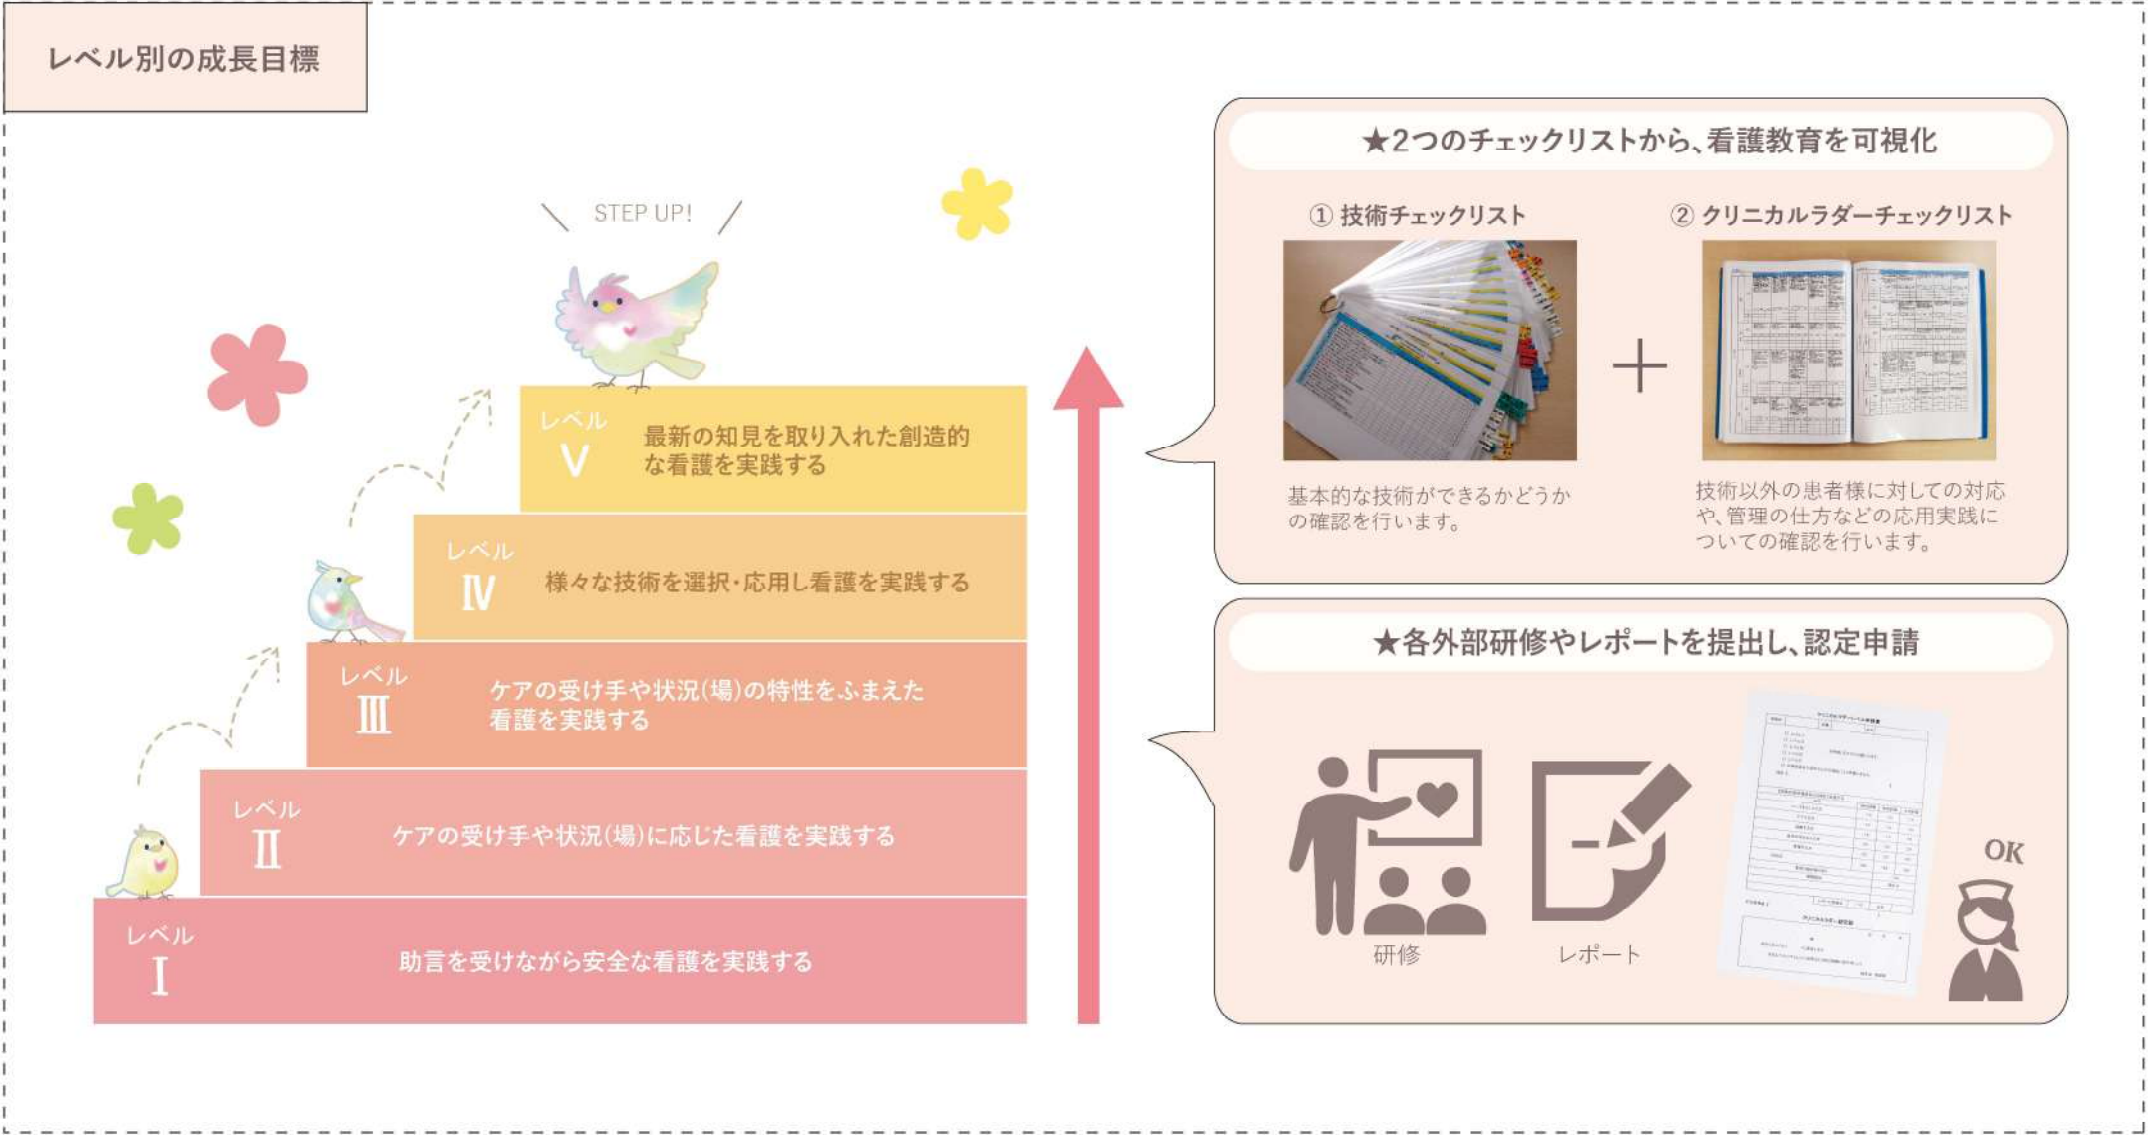 レベル別の成長目標
STEP UP!
レベル
Ⅴ
最新の知見を取り入れた創造的
な看護を実践する
レベル
Ⅳ
様々な技術を選択・応用し看護を実践する
レベル
Ⅲ
ケアの受け手や状況(場)の特性をふまえた
看護を実践する
レベル
Ⅱ
ケアの受け手や状況(場)に応じた看護を実践する
レベル
Ⅰ
助言を受けながら安全な看護を実践する
★2つのチェックリストから、看護教育を可視化
① 技術チェックリスト
基本的な技術ができるかどうか
の確認を行います。
② クリニカルラダーチェックリスト
技術以外の患者様に対しての対応
や、管理の仕方などの応用実践に
ついての確認を行います。
★各外部研修やレポートを提出し、認定申請
研修
レポート
OK